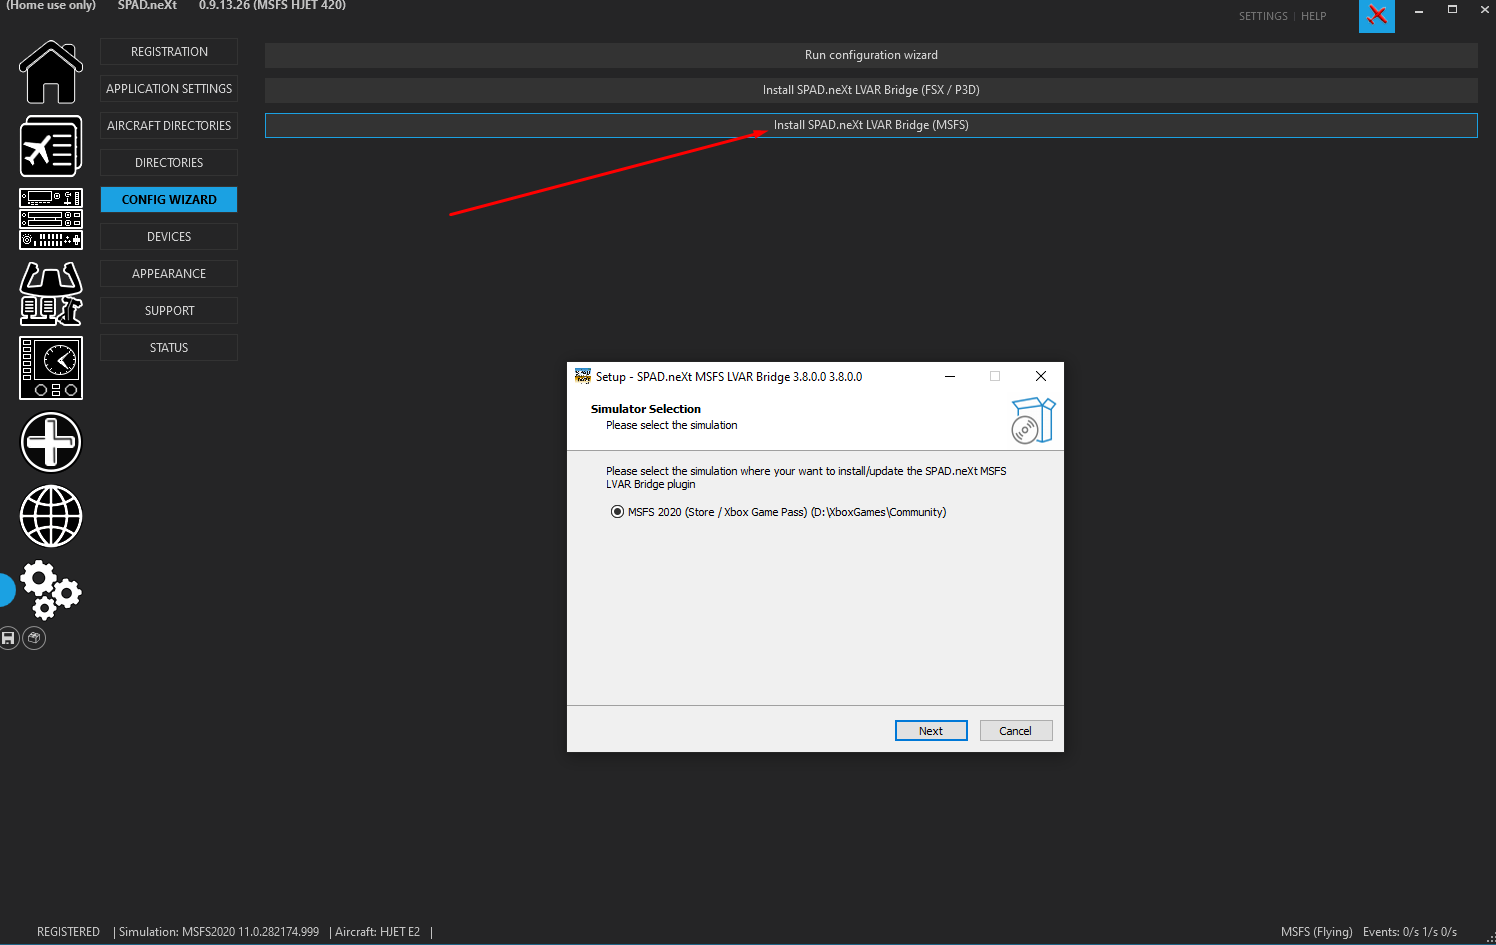 (Home use only) SPAD.neXt 0.9.13.26 (MSFS HJET 420)
SETTINGS | HELP
REGISTRATION
APPLICATION SETTINGS
AIRCRAFT DIRECTORIES
DIRECTORIES
CONFIG WIZARD
DEVICES
APPEARANCE
SUPPORT
STATUS
Run configuration wizard
Install SPAD.neXt LVAR Bridge (FSX / P3D)
Install SPAD.neXt LVAR Bridge (MSFS)
Setup - SPAD.neXt MSFS LVAR Bridge 3.8.0.0 3.8.0.0
Simulator Selection
Please select the simulation
Please select the simulation where your want to install/update the SPAD.neXt MSFS
LVAR Bridge plugin
MSFS 2020 (Store / Xbox Game Pass) (D:\XboxGames\Community)
Next Cancel
REGISTERED | Simulation: MSFS2020 11.0.282174.999 | Aircraft: HJET E2 | MSFS (Flying) Events: 0/s 1/s 0/s